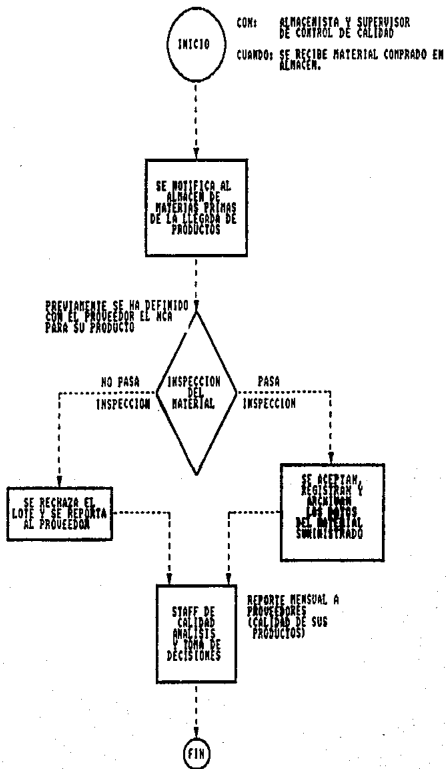 CON: ALMACENISTA Y SUPERVISOR
DE CONTROL DE CALIDAD
INICIO
CUANDO: SE RECIBE MATERIAL COMPRADO EN
ALMACEN.
SE NOTIFICA AL
ALMACEN DE
MATERIAS PRIMAS
DE LA LLEGADA DE
PRODUCTOS
PREVIAMENTE SE HA DEFINIDO
CON EL PROVEEDOR EL NCA
PARA SU PRODUCTO
NO PASA
INSPECCION
INSPECCION
DEL
MATERIAL
PASA
INSPECCION
SE RECHAZA EL
LOTE Y SE REPORTA
AL PROVEEDOR
SE ACEPTAN,
REGISTRAN Y
ARCHIVAN
LOS DATOS
DEL MATERIAL
SUMINISTRADO
STAFF DE
CALIDAD
ANALISIS
Y TOMA DE
DECISIONES
REPORTE MENSUAL A
PROVEEDORES
(CALIDAD DE SUS
PRODUCTOS)
FIN